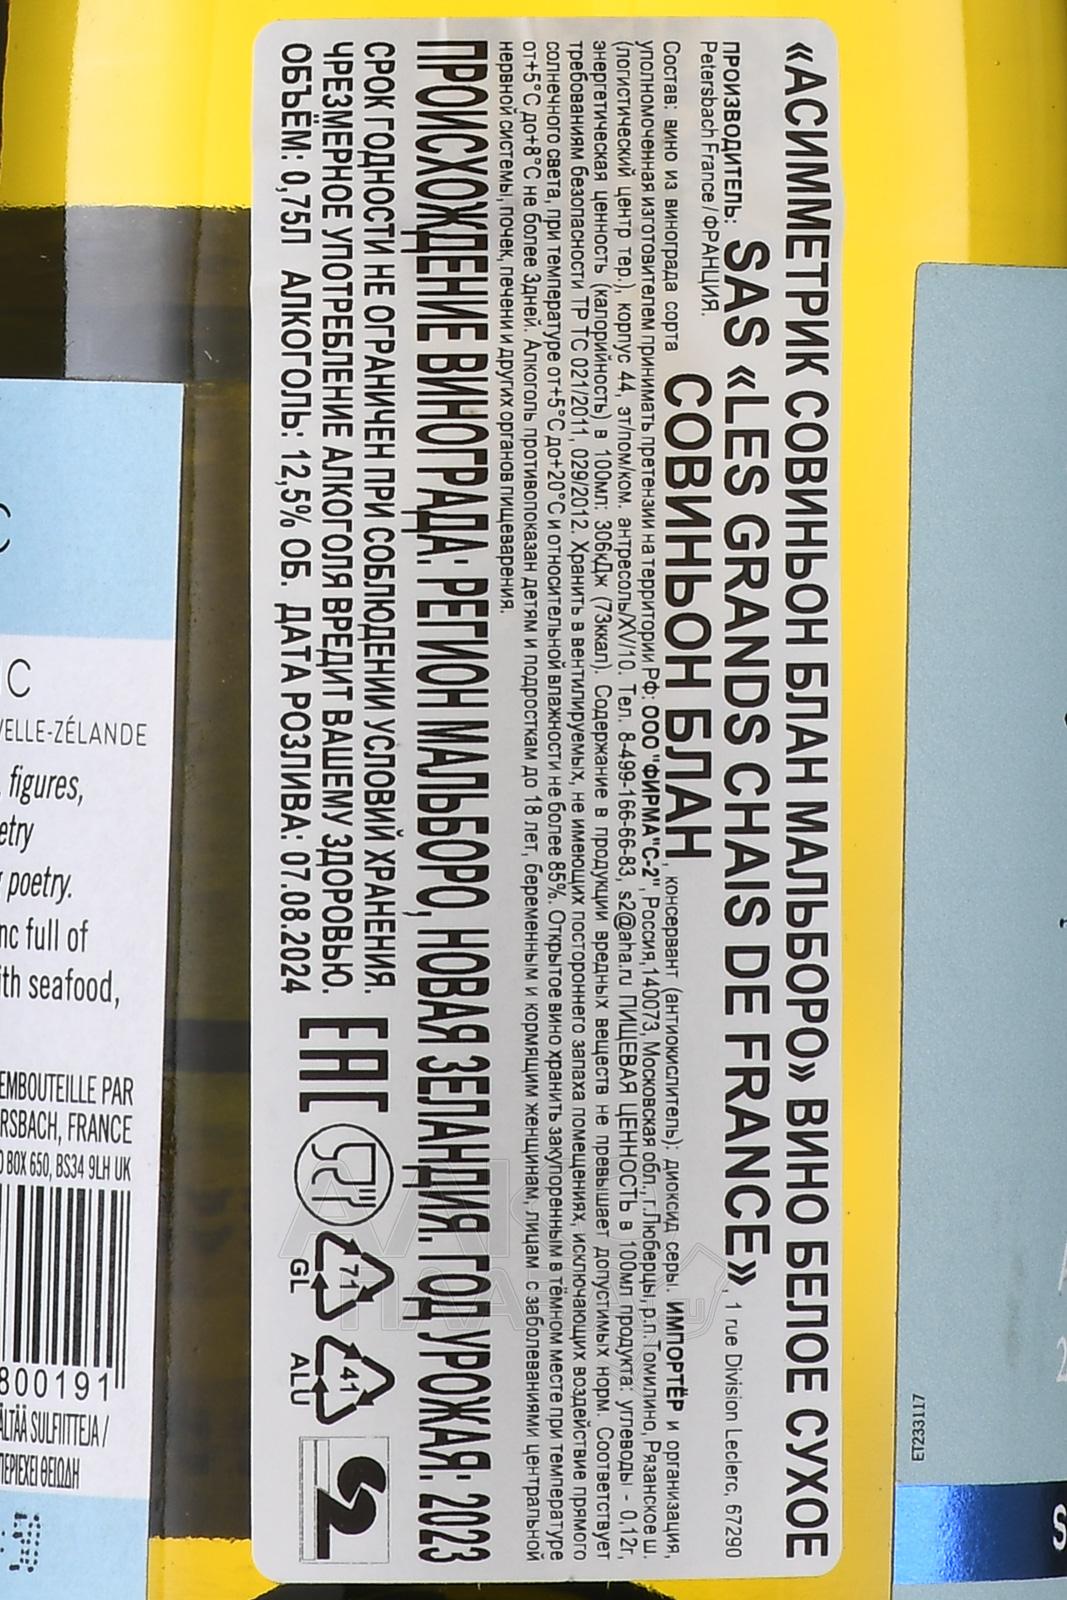 «АСИММЕТРИК СОВИНЬОН БЛАН МАЛЬБОРО» ВИНО БЕЛОЕ СУХОЕ
ПРОИЗВОДИТЕЛЬ: SAS «LES GRANDS CHAIS DE FRANCE», 1 rue Division Leclerc, 67290
Petersbach France /ФРАНЦИЯ.
Состав: вино из винограда сорта СОВИНЬОН БЛАН, консервант (антиокислитель): диоксид серы. ИМПОРТЁР и организация,
уполномоченная изготовителем принимать претензии на территории РФ: ООО "ФИРМА "С-2", Россия,140073, Московская обл., г.Люберцы, р.п.Томилино, Рязанское ш.
(логистический центр тер.), корпус 44, эт/пом/ком. антресоль/XV/10. Тел. 8-499-166-66-83, s2@aha.ru ПИЩЕВАЯ ЦЕННОСТЬ в 100мл продукта: углеводы - 0,12г,
энергетическая ценность (калорийность) в 100мл: 306кДж (73ккал). Содержание в продукции вредных веществ не превышает допустимых норм. Соответствует
требованиям безопасности ТР ТС 021/2011, 029/2012. Хранить в вентилируемых, не имеющих постороннего запаха помещениях, исключающих воздействие прямого
солнечного света, при температуре от+5°С до+20°С и относительной влажности не более 85%. Открытое вино хранить закупоренным в тёмном месте при температуре
от+5°С до+8°С не более 3дней. Алкоголь противопоказан детям и подросткам до 18 лет, беременным и кормящим женщинам, лицам с заболеваниями центральной
нервной системы, почек, печени и других органов пищеварения.
ПРОИСХОЖДЕНИЕ ВИНОГРАДА: РЕГИОН МАЛЬБОРО, НОВАЯ ЗЕЛАНДИЯ. ГОД УРОЖАЯ: 2023
СРОК ГОДНОСТИ НЕ ОГРАНИЧЕН ПРИ СОБЛЮДЕНИИ УСЛОВИЙ ХРАНЕНИЯ.
ЧРЕЗМЕРНОЕ УПОТРЕБЛЕНИЕ АЛКОГОЛЯ ВРЕДИТ ВАШЕМУ ЗДОРОВЬЮ.
ОБЪЁМ: 0,75Л АЛКОГОЛЬ: 12,5% ОБ. ДАТА РОЗЛИВА: 07.08.2024
ЕАС
71
GL
41
ALU
C
VELLE-ZÉLANDE
figures,
etry
poetry.
nc full of
ith seafood,
EMBOUTEILLE PAR
RSBACH, FRANCE
BOX 650, BS34 9LH UK
800191
ÄLTÄÄ SULFIITTEJA /
ΠΕΡΙΕΧΕΙ ΘΕΙΩΔΗ
ET233117
S